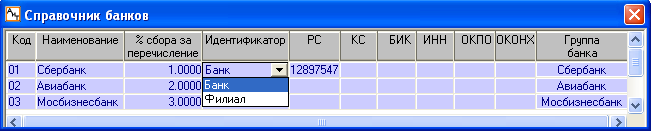 Справочник банков
Код Наименование % сбора за перечисление Идентификатор РС КС БИК ИНН ОКПО ОКОНХ Группа банка
01 Сбербанк 1.0000 Банк 12897547 Сбербанк
02 Авиабанк 2.0000 Банк Авиабанк
03 Мосбизнесбанк 3.0000 Филиал Мосбизнесбанк